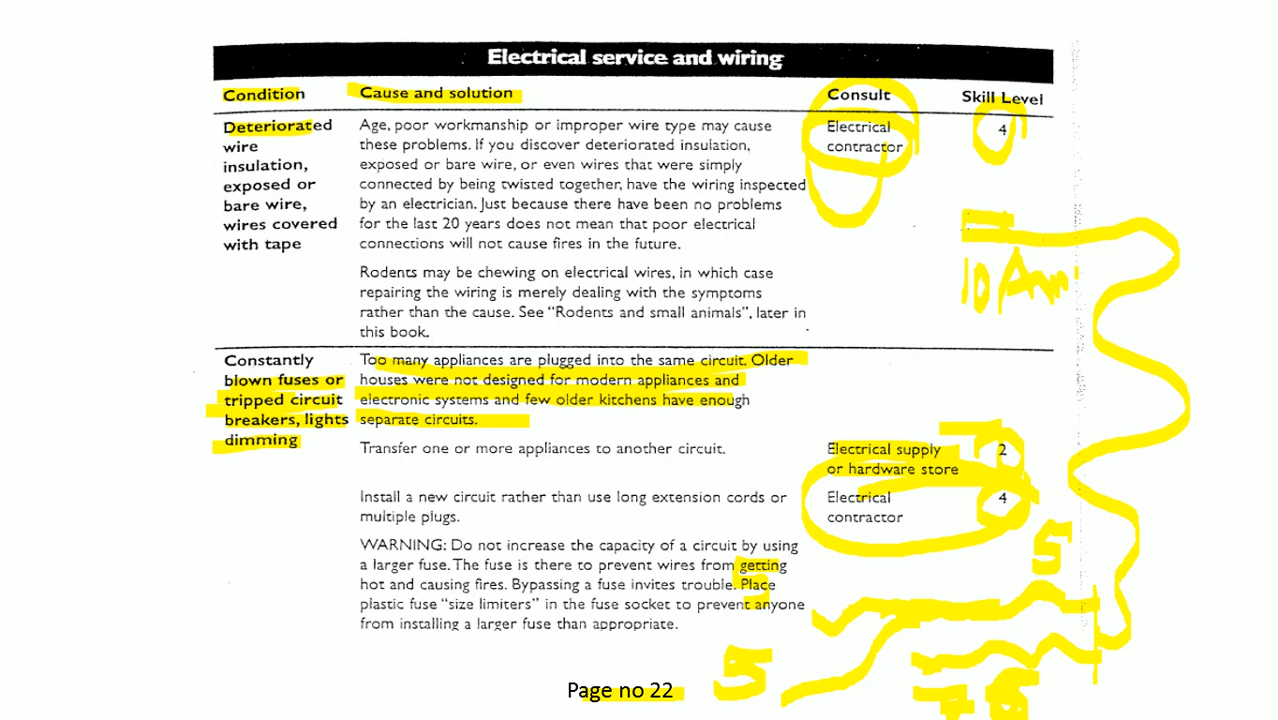 Electrical service and wiring
Condition Cause and solution Consult Skill Level
Deteriorated wire insulation, exposed or bare wire, wires covered with tape
Age, poor workmanship or improper wire type may cause
these problems. If you discover deteriorated insulation,
exposed or bare wire, or even wires that were simply
connected by being twisted together, have the wiring inspected
by an electrician. Just because there have been no problems
for the last 20 years does not mean that poor electrical
connections will not cause fires in the future.
Electrical
contractor
4
Rodents may be chewing on electrical wires, in which case
repairing the wiring is merely dealing with the symptoms
rather than the cause. See “Rodents and small animals”, later in
this book.
10 Am
Constantly
blown fuses or
tripped circuit
breakers, lights
dimming
Too many appliances are plugged into the same circuit. Older
houses were not designed for modern appliances and
electronic systems and few older kitchens have enough
separate circuits.
Transfer one or more appliances to another circuit.
Electrical supply
or hardware store
2
Install a new circuit rather than use long extension cords or
multiple plugs.
Electrical
contractor
4
WARNING: Do not increase the capacity of a circuit by using
a larger fuse. The fuse is there to prevent wires from getting
hot and causing fires. Bypassing a fuse invites trouble. Place
plastic fuse “size limiters” in the fuse socket to prevent anyone
from installing a larger fuse than appropriate.
5
5
5
Page no 22